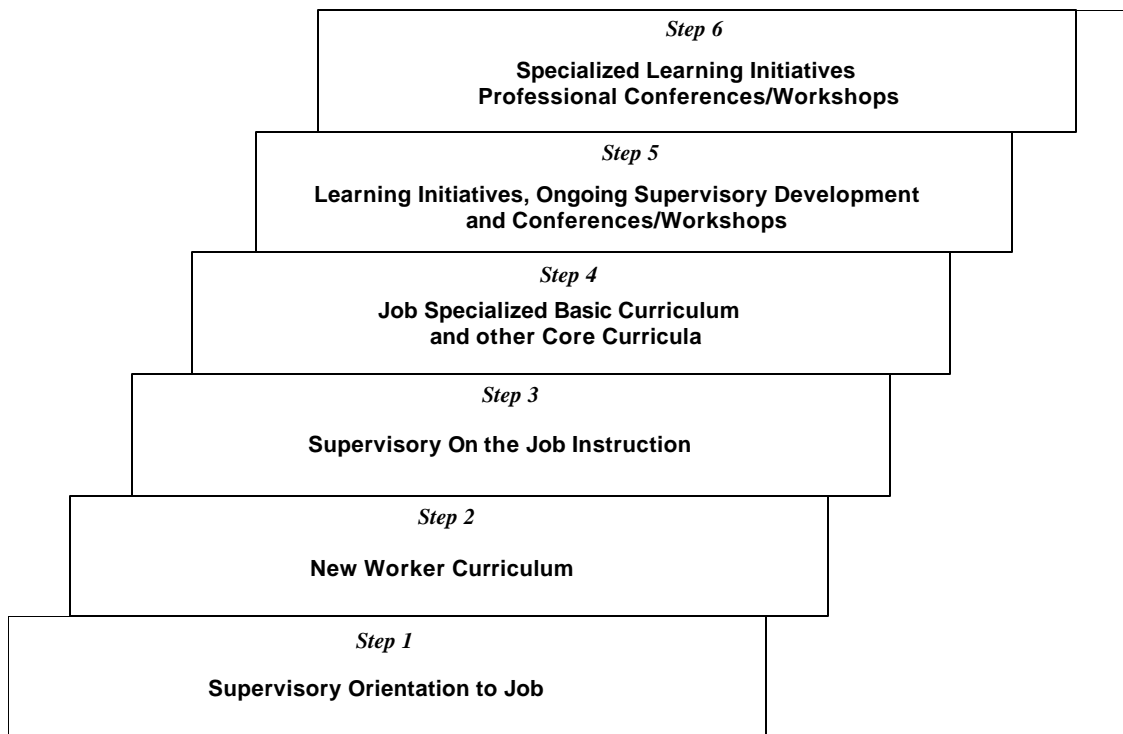 Step 6
Specialized Learning Initiatives
Professional Conferences/Workshops
Step 5
Learning Initiatives, Ongoing Supervisory Development
and Conferences/Workshops
Step 4
Job Specialized Basic Curriculum
and other Core Curricula
Step 3
Supervisory On the Job Instruction
Step 2
New Worker Curriculum
Step 1
Supervisory Orientation to Job